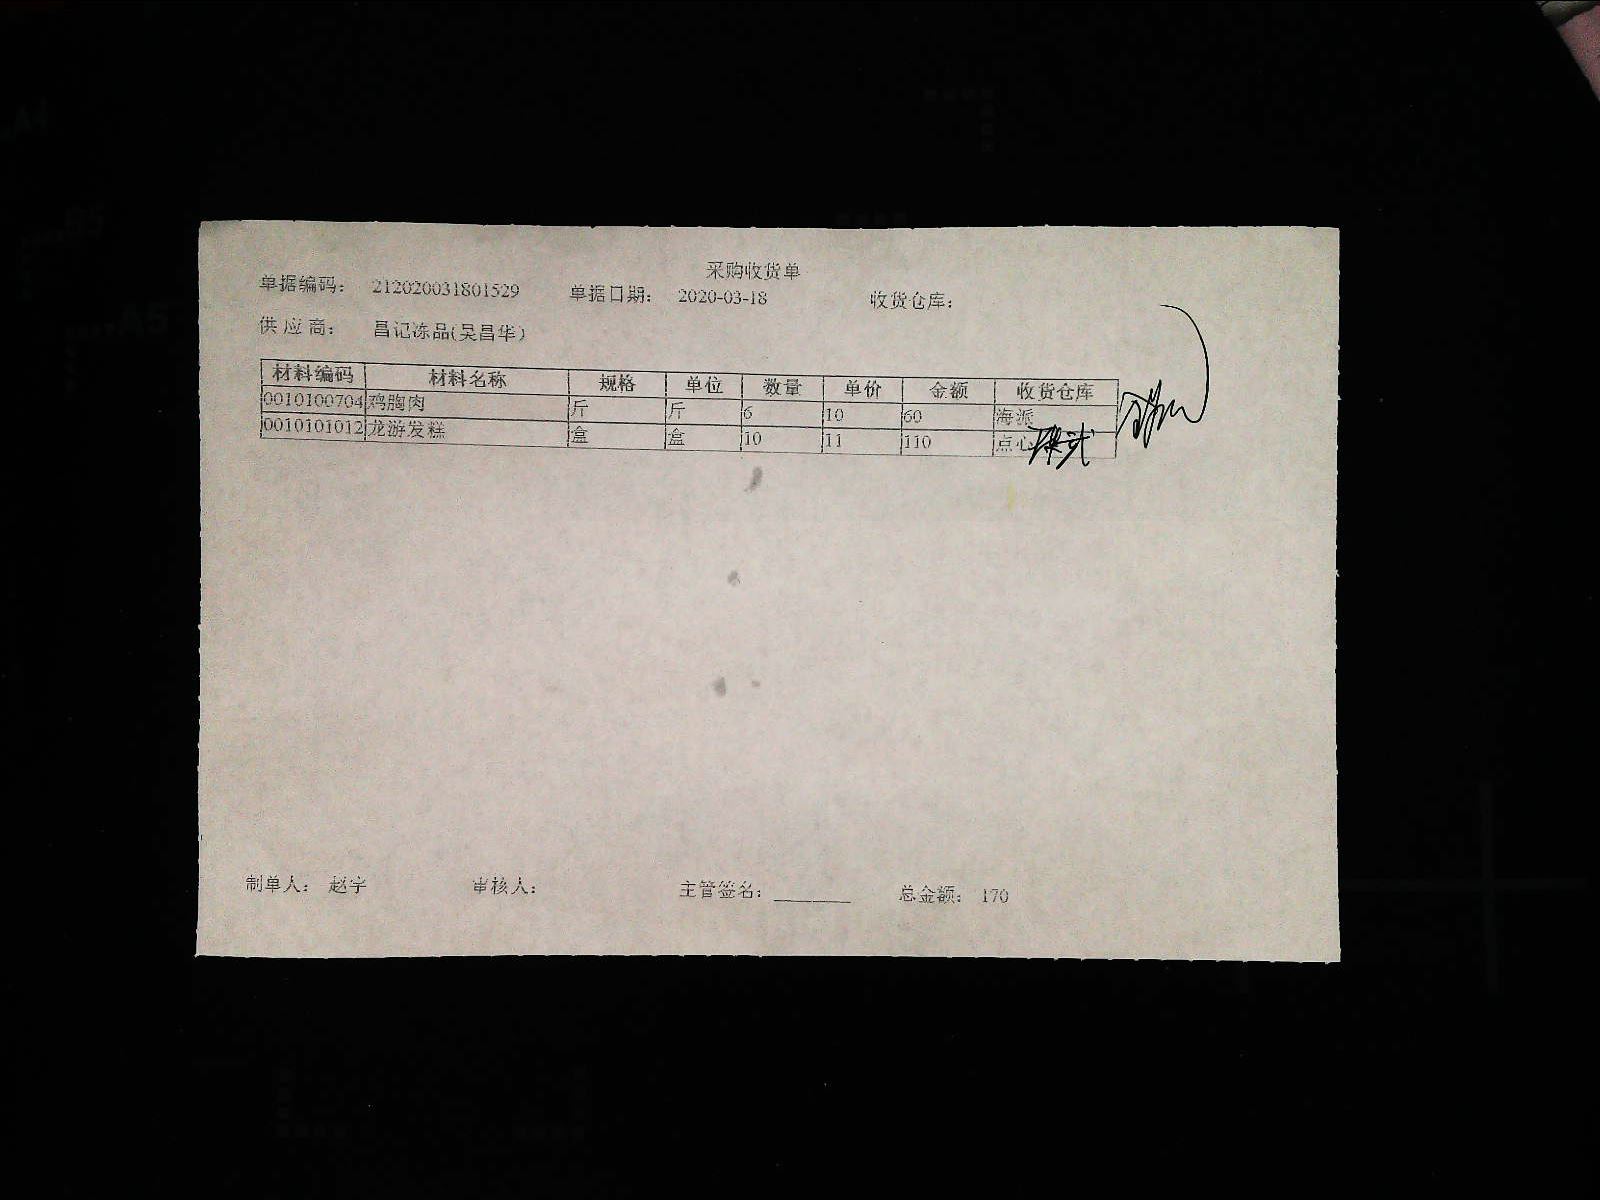 采购收货单
单据编码： 212020031801529 单据日期： 2020-03-18 收货仓库：
供应商： 昌记冻品(吴昌华)
材料编码 材料名称 规格 单位 数量 单价 金额 收货仓库
0010100704 鸡胸肉 斤 斤 6 10 60 海派
0010101012 龙游发糕 盒 盒 10 11 110 点心
制单人： 赵宇 审核人： 主管签名：________ 总金额： 170